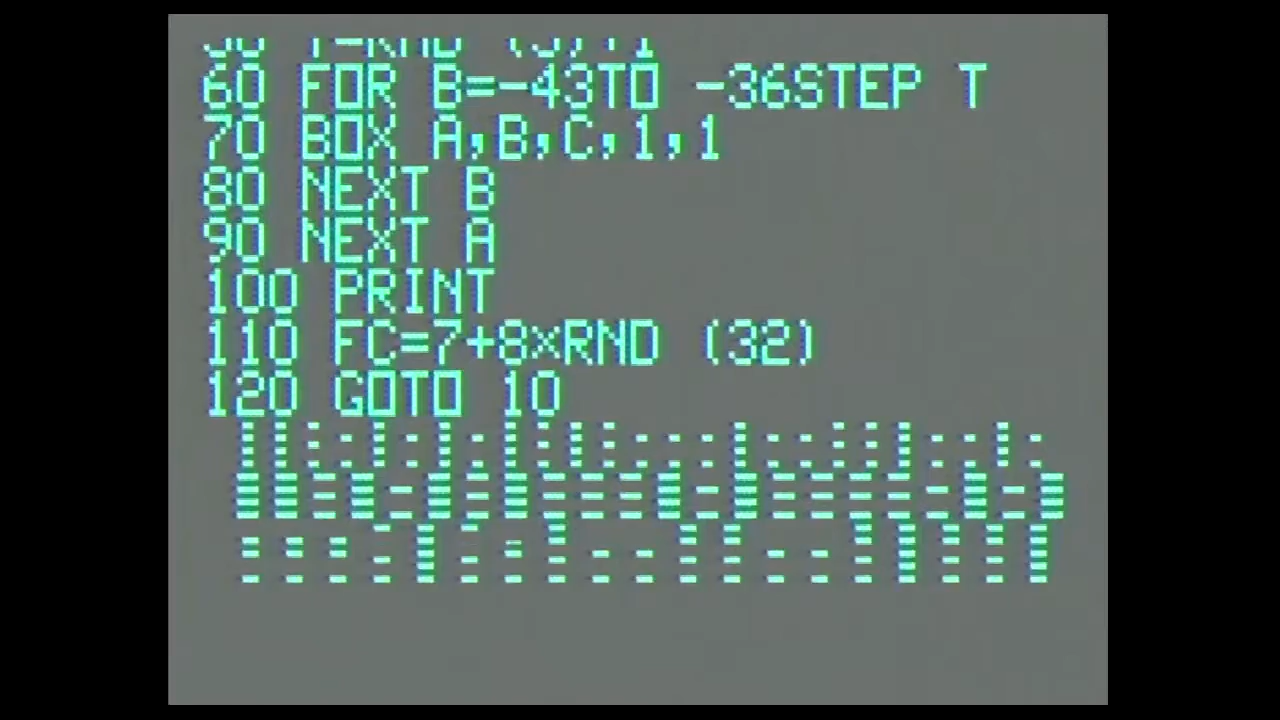 60 FOR B=-43TO -36STEP T
70 BOX A,B,C,1,1
80 NEXT B
90 NEXT A
100 PRINT
110 FC=7+8×RND (32)
120 GOTO 10